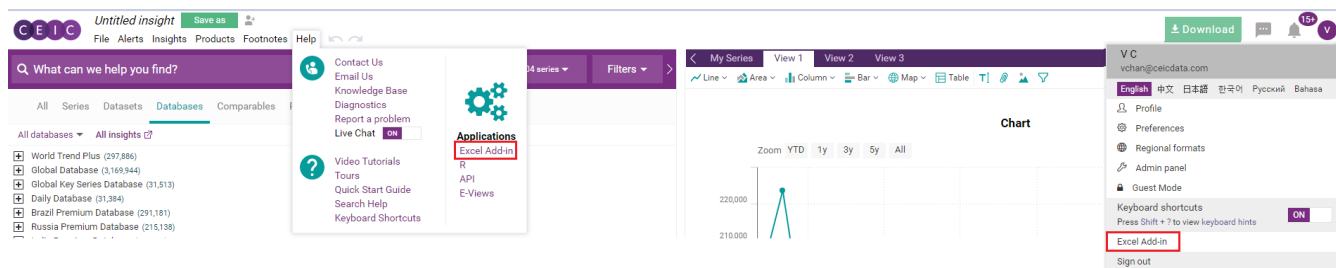 CEIC
Untitled insight Save as
File Alerts Insights Products Footnotes Help
Download
15+
V
What can we help you find?
04 series
Filters
All Series Datasets Databases Comparables
All databases All insights
World Trend Plus (297,886)
Global Database (3,169,944)
Global Key Series Database (31,513)
Daily Database (31,384)
Brazil Premium Database (291,181)
Russia Premium Database (215,138)
Contact Us
Email Us
Knowledge Base
Diagnostics
Report a problem
Live Chat ON
Video Tutorials
Tours
Quick Start Guide
Search Help
Keyboard Shortcuts
Applications
Excel Add-in
R
API
E-Views
My Series View 1 View 2 View 3
Line Area Column Bar Map Table T
Chart
Zoom YTD 1y 3y 5y All
220,000
210,000
V C
vchan@ceicdata.com
English 中文 日本語 한국어 Русский Bahasa
Profile
Preferences
Regional formats
Admin panel
Guest Mode
Keyboard shortcuts
Press Shift + ? to view keyboard hints
ON
Excel Add-in
Sign out